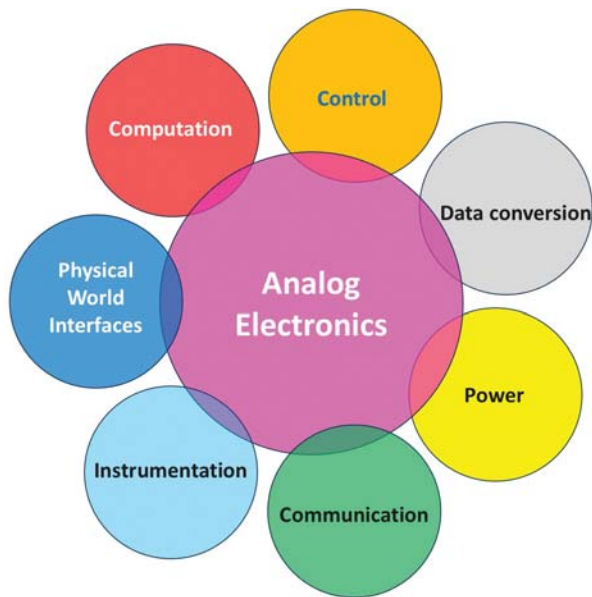 Control
Computation
Data conversion
Physical
World
Interfaces
Analog
Electronics
Power
Instrumentation
Communication